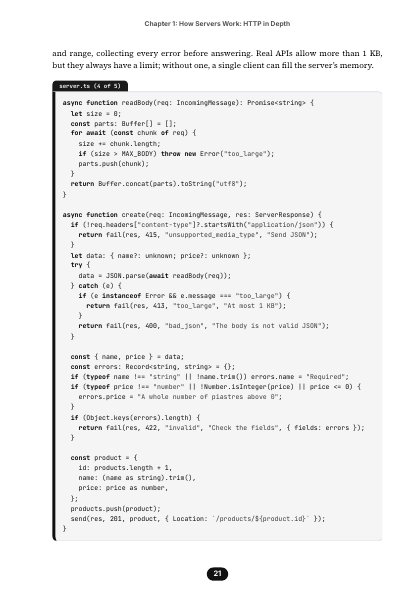 Chapter 1: How Servers Work: HTTP in Depth
and range, collecting every error before answering. Real APIs allow more than 1 KB,
but they always have a limit; without one, a single client can fill the server's memory.
server.ts (4 of 5)
async function readBody(req: IncomingMessage): Promise<string> {
  let size = 0;
  const parts: Buffer[] = [];
  for await (const chunk of req) {
    size += chunk.length;
    if (size > MAX_BODY) throw new Error("too_large");
    parts.push(chunk);
  }
  return Buffer.concat(parts).toString("utf8");
}
async function create(req: IncomingMessage, res: ServerResponse) {
  if (!req.headers["content-type"]?.startsWith("application/json")) {
    return fail(res, 415, "unsupported_media_type", "Send JSON");
  }
  let data: { name?: unknown; price?: unknown };
  try {
    data = JSON.parse(await readBody(req));
  } catch (e) {
    if (e instanceof Error && e.message === "too_large") {
      return fail(res, 413, "too_large", "At most 1 KB");
    }
    return fail(res, 400, "bad_json", "The body is not valid JSON");
  }
  const { name, price } = data;
  const errors: Record<string, string> = {};
  if (typeof name !== "string" || !name.trim()) errors.name = "Required";
  if (typeof price !== "number" || !Number.isInteger(price) || price <= 0) {
    errors.price = "A whole number of piastres above 0";
  }
  if (Object.keys(errors).length) {
    return fail(res, 422, "invalid", "Check the fields", { fields: errors });
  }
  const product = {
    id: products.length + 1,
    name: (name as string).trim(),
    price: price as number,
  };
  products.push(product);
  send(res, 201, product, { Location: `/products/${product.id}` });
}
21